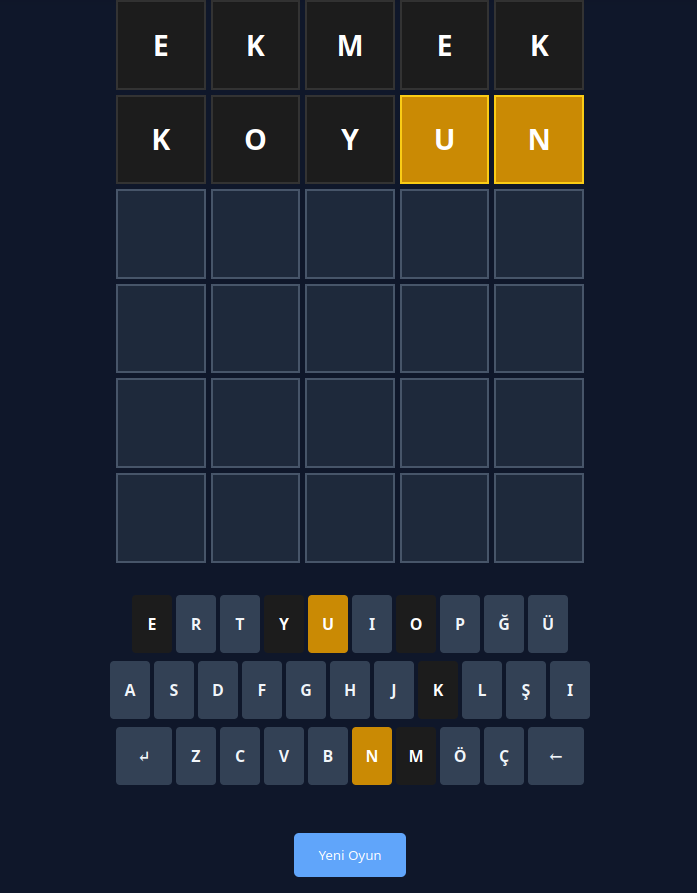 E K M E K
K O Y U N
E R T Y U I O P Ğ Ü
A S D F G H J K L Ş I
↵ Z C V B N M Ö Ç ←
Yeni Oyun